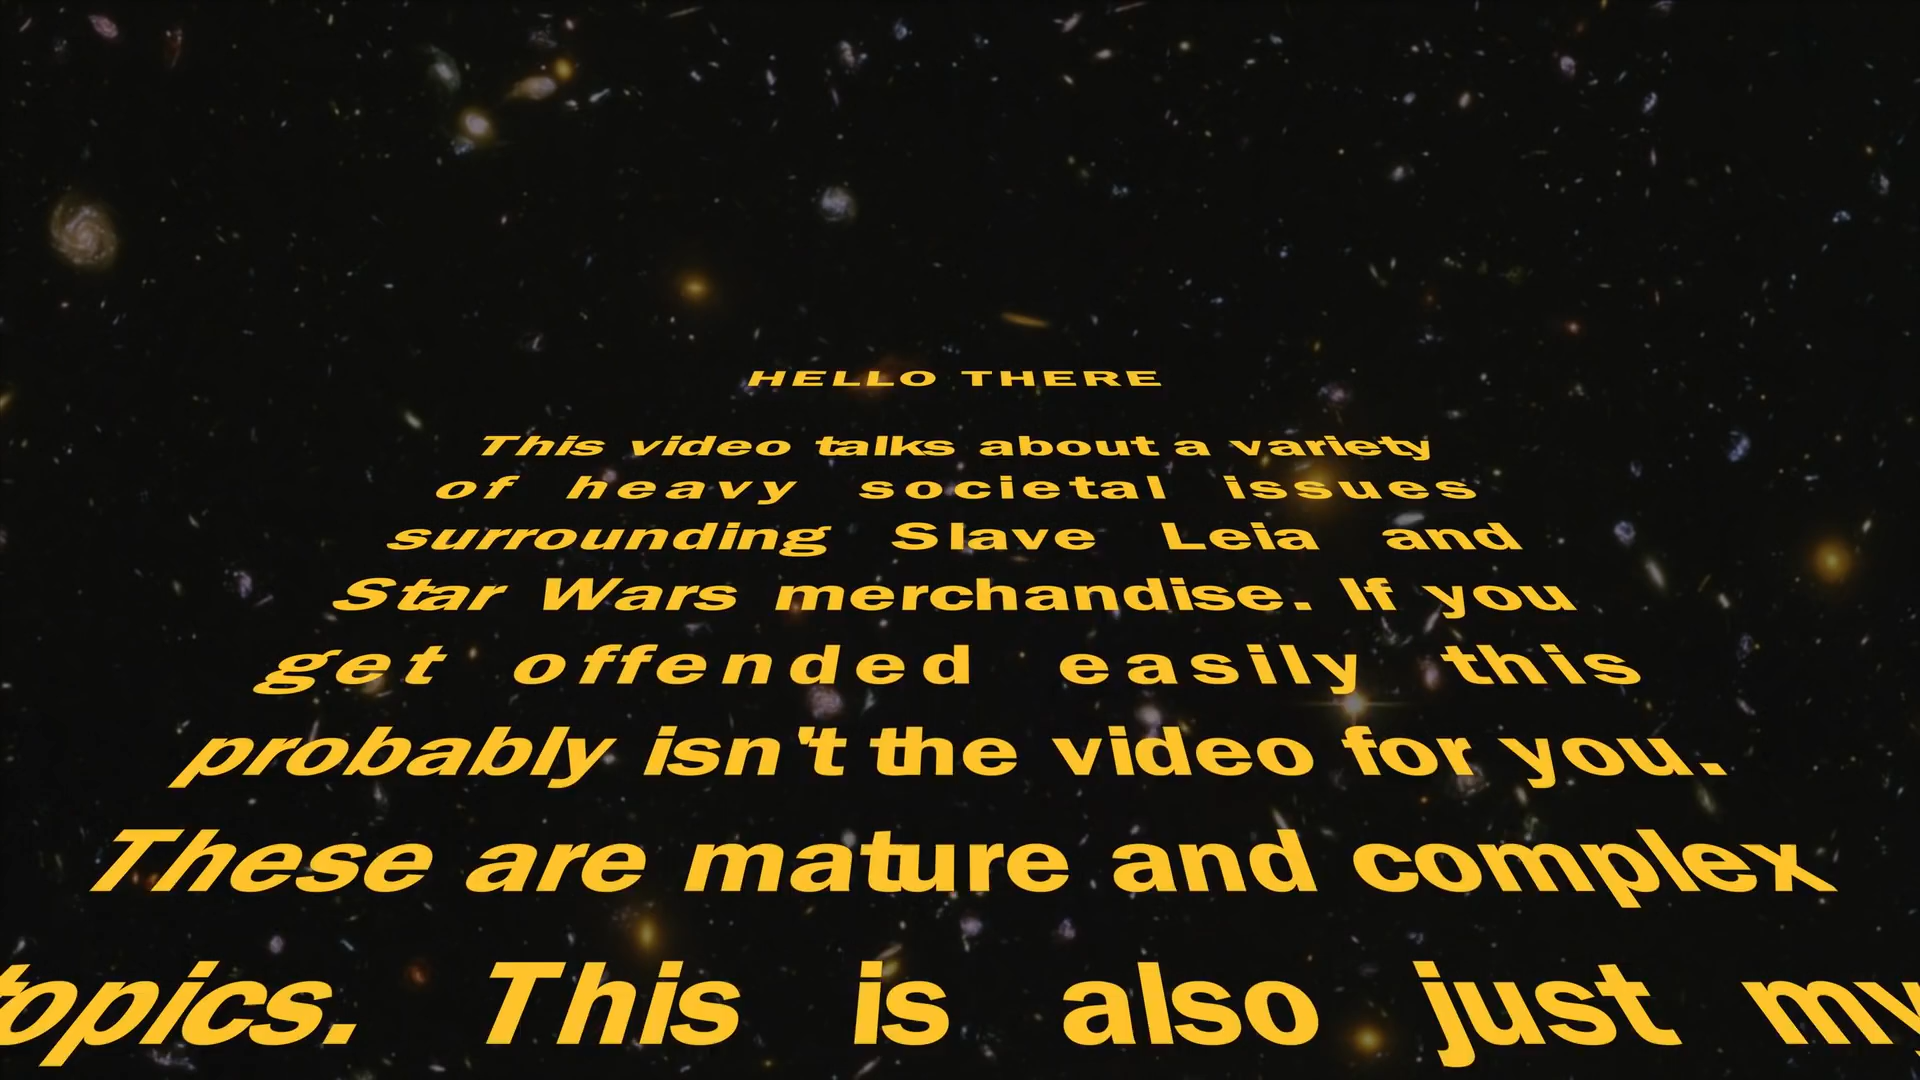 HELLO THERE
This video talks about a variety
of heavy societal issues
surrounding Slave Leia and
Star Wars merchandise. If you
get offended easily this
probably isn't the video for you.
These are mature and complex
topics. This is also just my